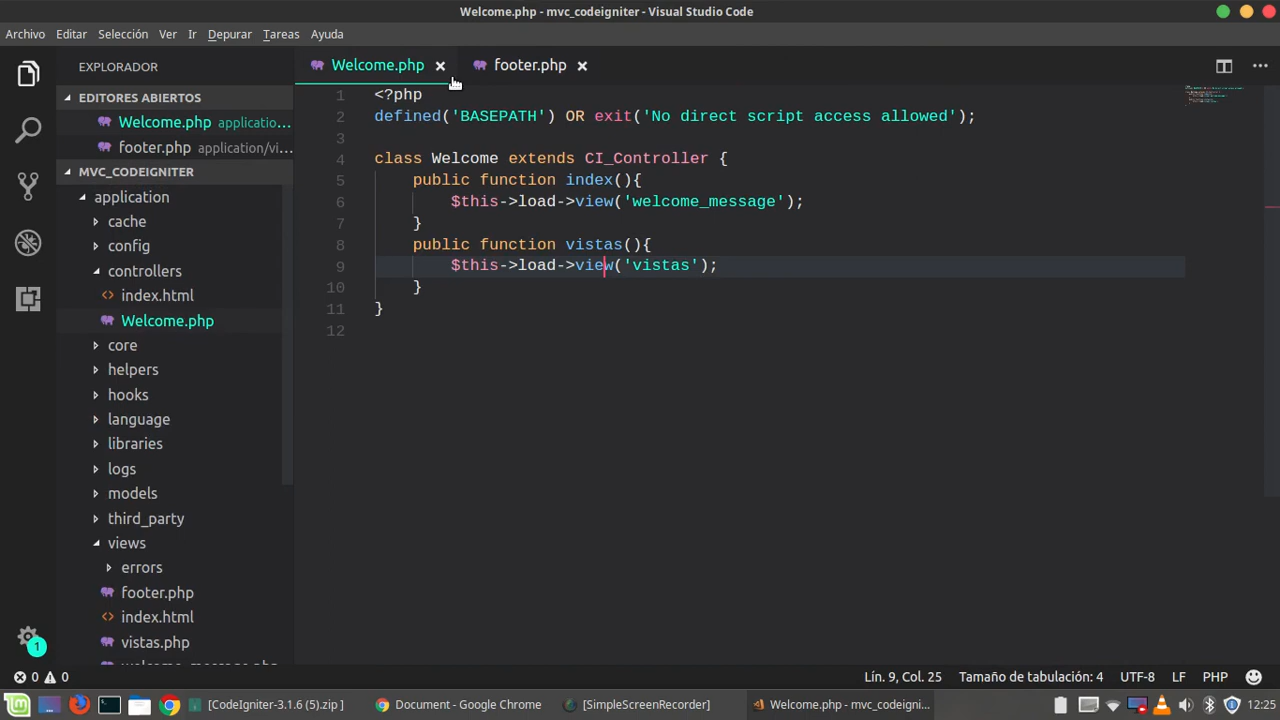 Welcome.php - mvc_codeigniter - Visual Studio Code
Archivo Editar Selección Ver Ir Depurar Tareas Ayuda
EXPLORADOR
EDITORES ABIERTOS
Welcome.php applicatio...
footer.php application/vi...
MVC_CODEIGNITER
application
cache
config
controllers
index.html
Welcome.php
core
helpers
hooks
language
libraries
logs
models
third_party
views
errors
footer.php
index.html
vistas.php
welcome_message.php
1
Welcome.php × footer.php ×
1 <?php
2 defined('BASEPATH') OR exit('No direct script access allowed');
3
4 class Welcome extends CI_Controller {
5 public function index(){
6 $this->load->view('welcome_message');
7 }
8 public function vistas(){
9 $this->load->view('vistas');
10 }
11 }
12
0 0 Lín. 9, Col. 25 Tamaño de tabulación: 4 UTF-8 LF PHP
[CodeIgniter-3.1.6 (5).zip ] Document - Google Chrome [SimpleScreenRecorder] Welcome.php - mvc_codeigni... 12:25